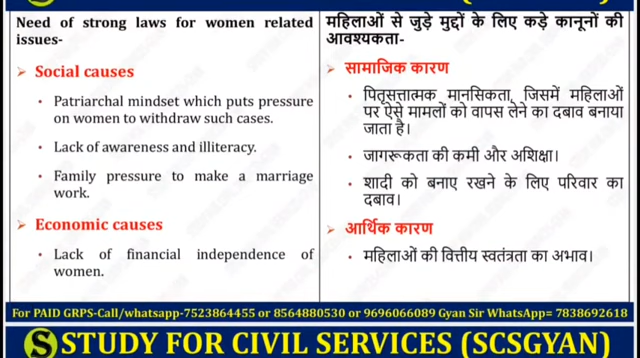 Need of strong laws for women related
issues-
➢ Social causes
• Patriarchal mindset which puts pressure
on women to withdraw such cases.
• Lack of awareness and illiteracy.
• Family pressure to make a marriage
work.
➢ Economic causes
• Lack of financial independence of
women.
महिलाओं से जुड़े मुद्दों के लिए कड़े कानूनों की
आवश्यकता-
➢ सामाजिक कारण
• पितृसत्तात्मक मानसिकता, जिसमें महिलाओं
पर ऐसे मामलों को वापस लेने का दबाव बनाया
जाता है।
• जागरूकता की कमी और अशिक्षा।
• शादी को बनाए रखने के लिए परिवार का
दबाव।
➢ आर्थिक कारण
• महिलाओं की वित्तीय स्वतंत्रता का अभाव।
For PAID GRPS-Call/whatsapp-7523864455 or 8564880530 or 9696066089 Gyan Sir WhatsApp= 7838692618
S STUDY FOR CIVIL SERVICES (SCSGYAN)